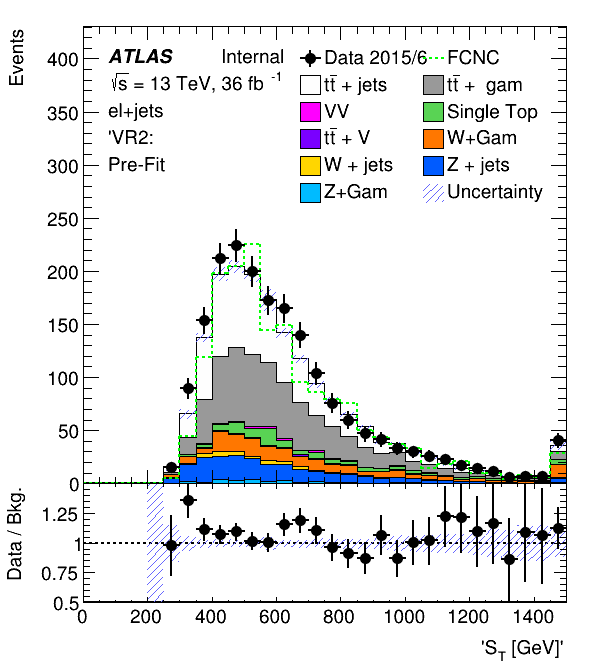 Events
ATLAS Internal
√s = 13 TeV, 36 fb⁻¹
el+jets
'VR2:
Pre-Fit
Data 2015/6 FCNC
tt̄ + jets tt̄ + gam
VV Single Top
tt̄ + V W+Gam
W + jets Z + jets
Z+Gam Uncertainty
400
350
300
250
200
150
100
50
0
Data / Bkg.
1.25
1
0.75
0.5
0 200 400 600 800 1000 1200 1400
'S_T [GeV]'